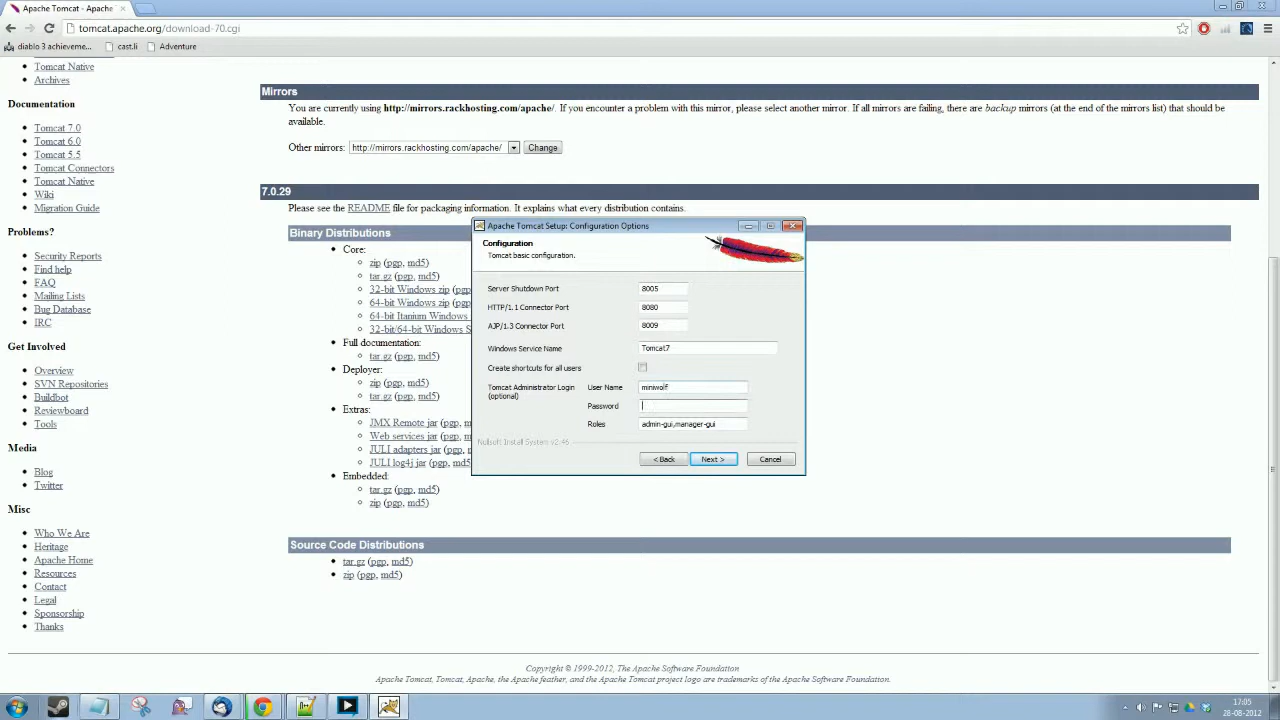 Apache Tomcat - Apache
tomcat.apache.org/download-70.cgi
diablo 3 achieveme...
cast.li
Adventure
Tomcat Native
Archives
Documentation
Tomcat 7.0
Tomcat 6.0
Tomcat 5.5
Tomcat Connectors
Tomcat Native
Wiki
Migration Guide
Problems?
Security Reports
Find help
FAQ
Mailing Lists
Bug Database
IRC
Get Involved
Overview
SVN Repositories
Buildbot
Reviewboard
Tools
Media
Blog
Twitter
Misc
Who We Are
Heritage
Apache Home
Resources
Contact
Legal
Sponsorship
Thanks
Mirrors
You are currently using http://mirrors.rackhosting.com/apache/. If you encounter a problem with this mirror, please select another mirror. If all mirrors are failing, there are backup mirrors (at the end of the mirrors list) that should be
available.
Other mirrors: http://mirrors.rackhosting.com/apache/ Change
7.0.29
Please see the README file for packaging information. It explains what every distribution contains.
Binary Distributions
Core:
zip (pgp, md5)
tar.gz (pgp, md5)
32-bit Windows zip (pgp
64-bit Windows zip (pgp
64-bit Itanium Windows
32-bit/64-bit Windows S
Full documentation:
tar.gz (pgp, md5)
Deployer:
zip (pgp, md5)
tar.gz (pgp, md5)
Extras:
JMX Remote jar (pgp, m
Web services jar (pgp, m
JULI adapters jar (pgp, m
JULI log4j jar (pgp, md5
Embedded:
tar.gz (pgp, md5)
zip (pgp, md5)
Source Code Distributions
tar.gz (pgp, md5)
zip (pgp, md5)
Apache Tomcat Setup: Configuration Options
Configuration
Tomcat basic configuration.
Server Shutdown Port 8005
HTTP/1.1 Connector Port 8080
AJP/1.3 Connector Port 8009
Windows Service Name Tomcat7
Create shortcuts for all users
Tomcat Administrator Login User Name miniwolf
(optional)
Password
Roles admin-gui,manager-gui
Nullsoft Install System v2.46
< Back Next > Cancel
Copyright © 1999-2012, The Apache Software Foundation
Apache Tomcat, Tomcat, Apache, the Apache feather, and the Apache Tomcat project logo are trademarks of the Apache Software Foundation.
17:05
28-08-2012